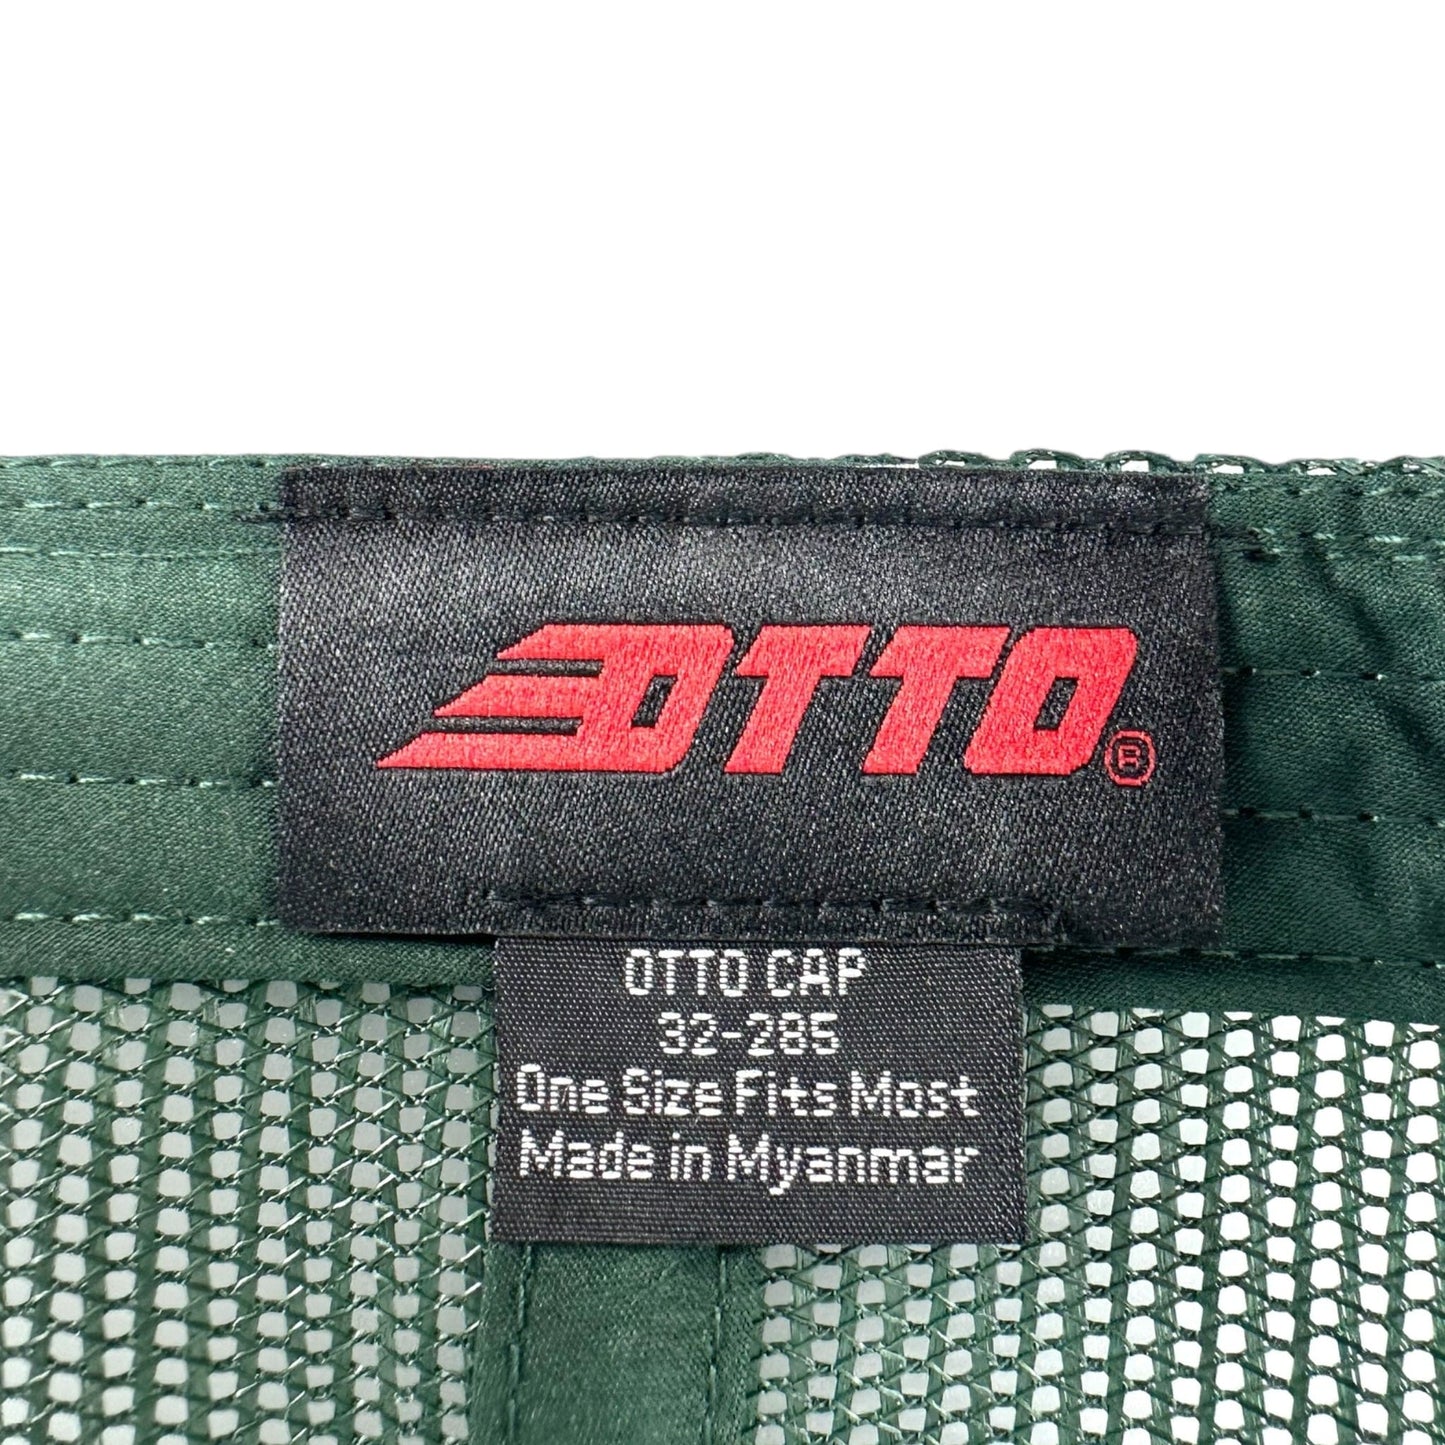 OTTO®
OTTO CAP
32-285
One Size Fits Most
Made in Myanmar